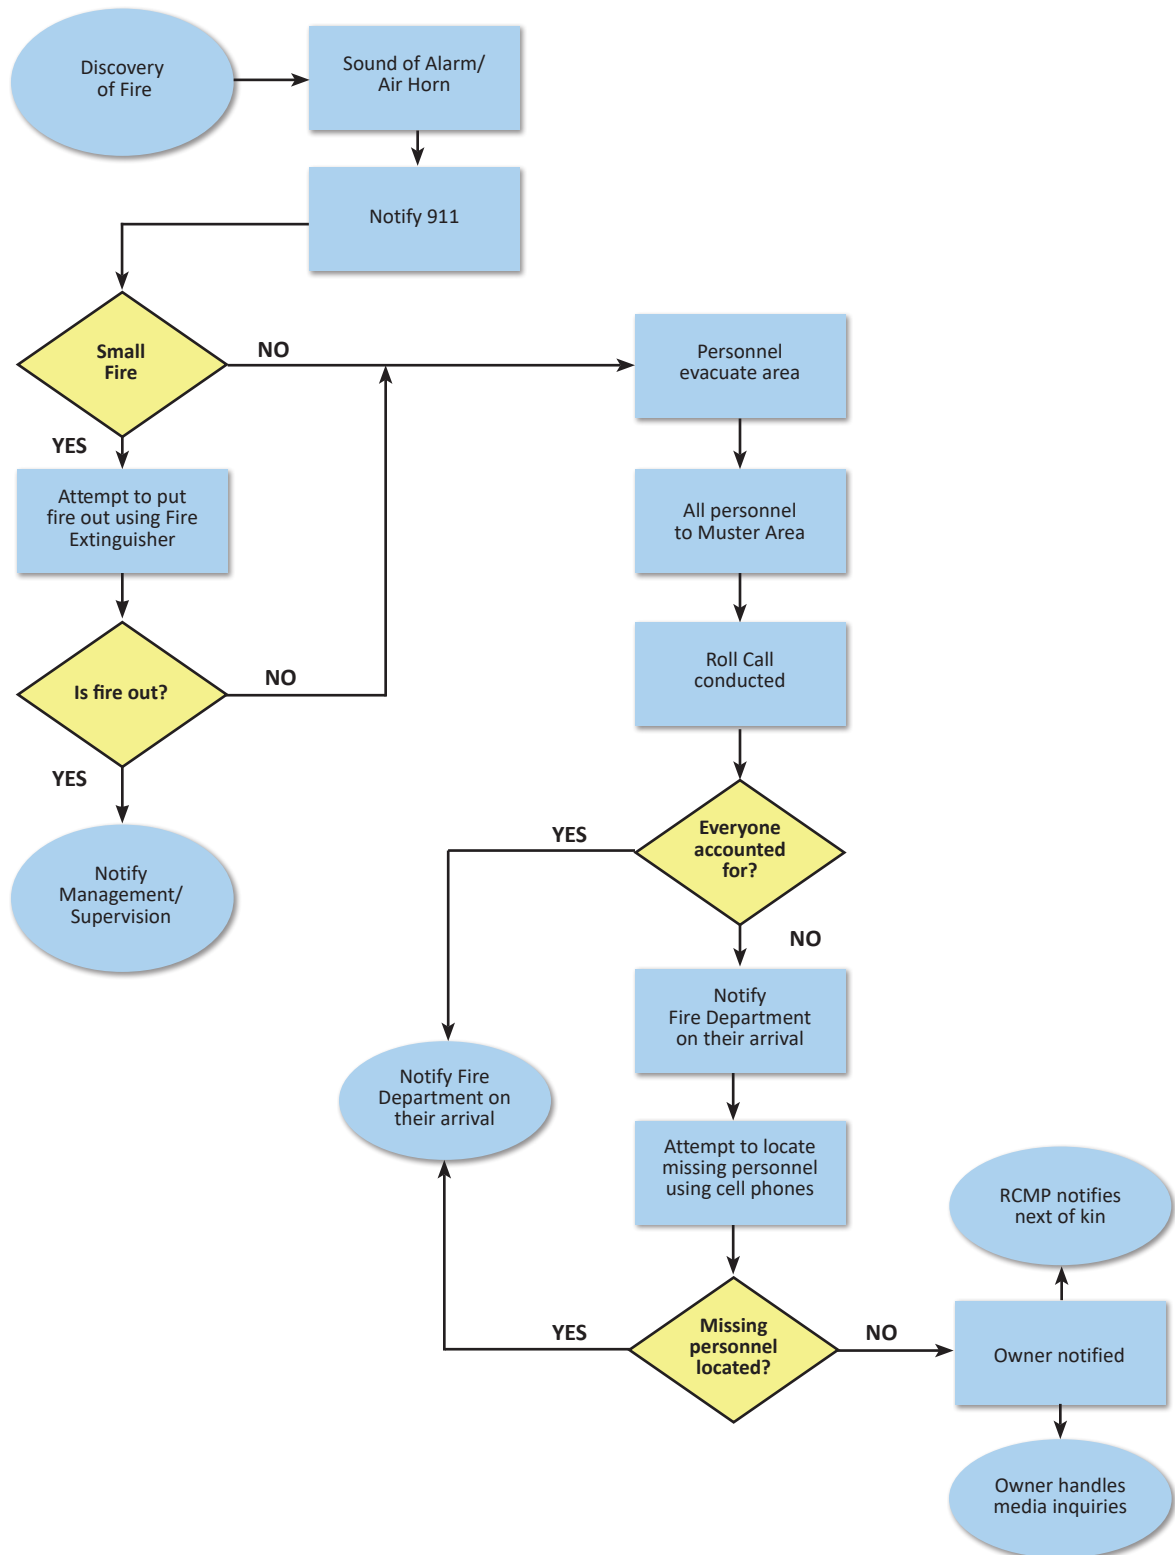 Discovery
of Fire
Sound of Alarm/
Air Horn
Notify 911
Small
Fire
NO
YES
Personnel
evacuate area
Attempt to put
fire out using Fire
Extinguisher
All personnel
to Muster Area
Is fire out?
NO
YES
Roll Call
conducted
Notify
Management/
Supervision
Everyone
accounted
for?
YES
NO
Notify
Fire Department
on their arrival
Notify Fire
Department on
their arrival
Attempt to locate
missing personnel
using cell phones
Missing
personnel
located?
YES
NO
RCMP notifies
next of kin
Owner notified
Owner handles
media inquiries